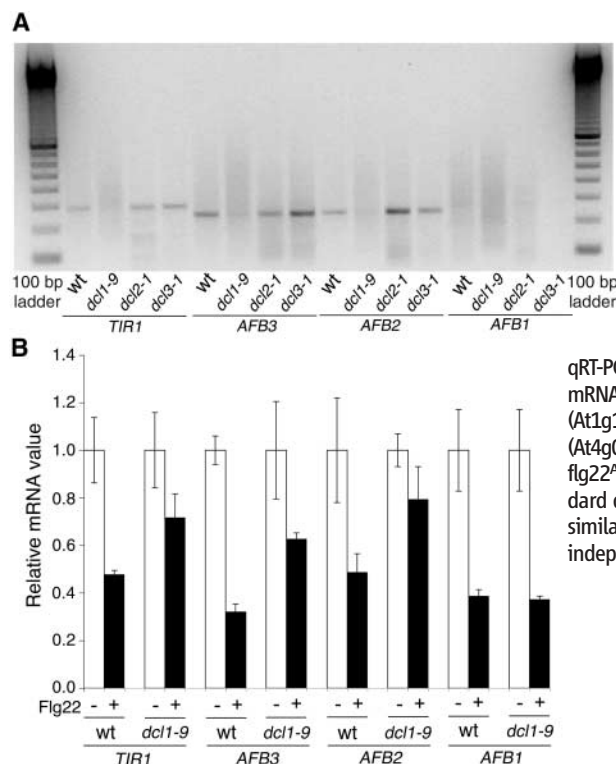 A
100 bp ladder
wt dcl1-9 dcl2-1 dcl3-1 wt dcl1-9 dcl2-1 dcl3-1 wt dcl1-9 dcl2-1 dcl3-1 wt dcl1-9 dcl2-1 dcl3-1
100 bp ladder
TIR1 AFB3 AFB2 AFB1
B
Relative mRNA value
1.4
1.2
1.0
0.8
0.6
0.4
0.2
0.0
Flg22 - + - + - + - + - + - + - + - +
wt dcl1-9 wt dcl1-9 wt dcl1-9 wt dcl1-9
TIR1 AFB3 AFB2 AFB1
qRT-PC
mRNA
(At1g1
(At4g0
flg22
dard
simila
indep